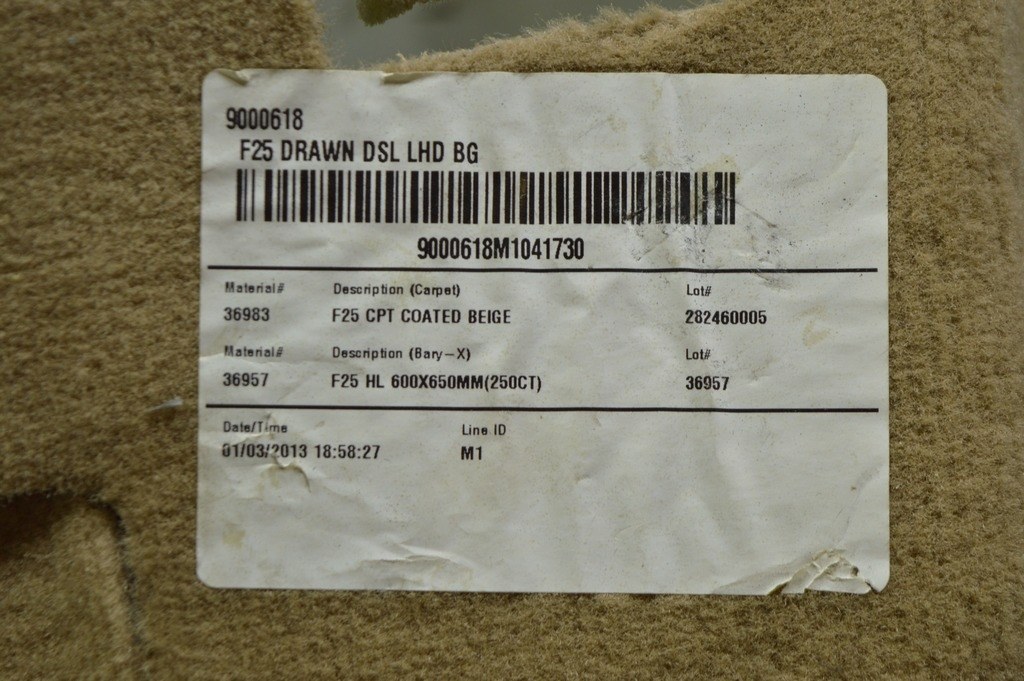 9000618
F25 DRAWN DSL LHD BG
9000618M1041730
Material# Description (Carpet) Lot#
36983 F25 CPT COATED BEIGE 282460005
Material# Description (Bary-X) Lot#
36957 F25 HL 600X650MM(250CT) 36957
Date/Time Line ID
01/03/2013 18:58:27 M1